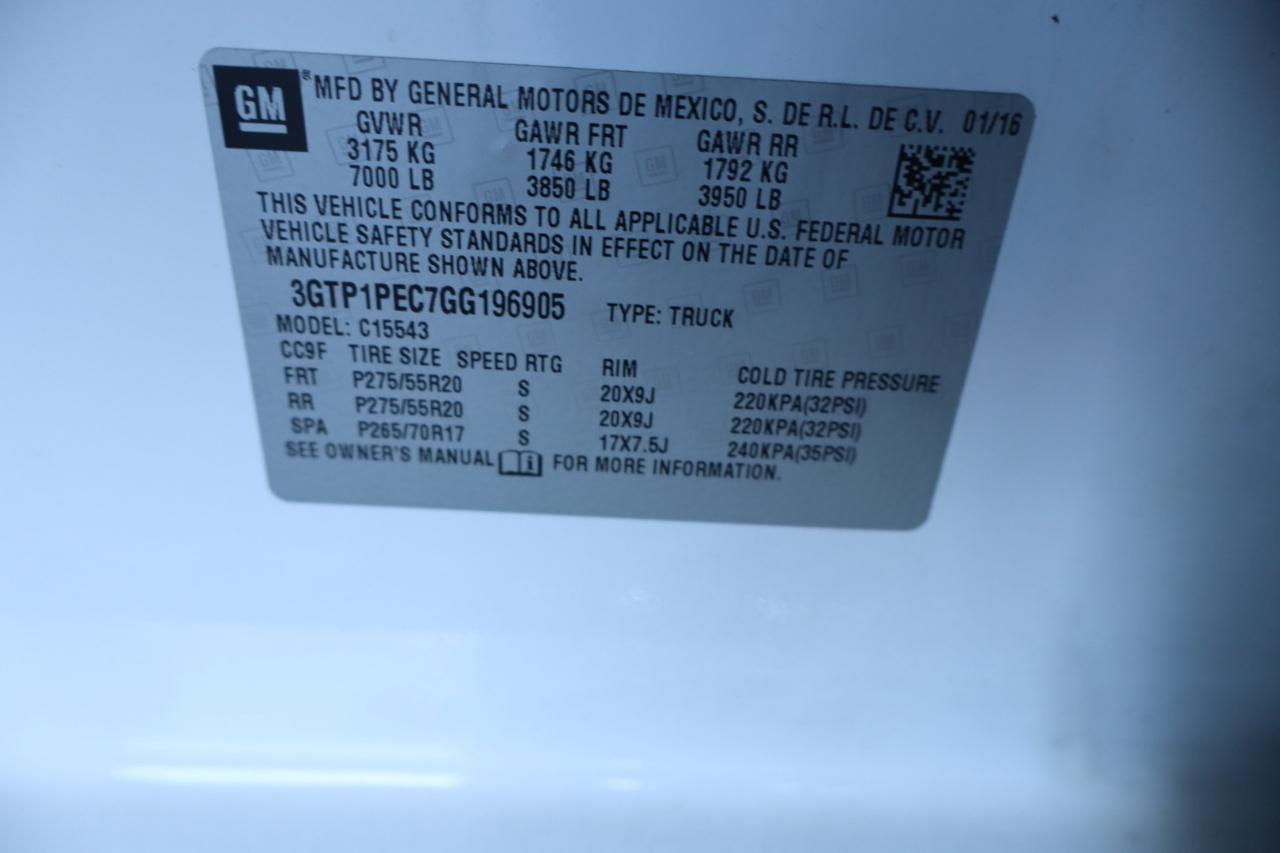 GM
®MFD BY GENERAL MOTORS DE MEXICO, S. DE R.L. DE C.V. 01/16
GVWR GAWR FRT GAWR RR
3175 KG 1746 KG 1792 KG
7000 LB 3850 LB 3950 LB
THIS VEHICLE CONFORMS TO ALL APPLICABLE U.S. FEDERAL MOTOR
VEHICLE SAFETY STANDARDS IN EFFECT ON THE DATE OF
MANUFACTURE SHOWN ABOVE.
3GTP1PEC7GG196905 TYPE: TRUCK
MODEL: C15543
CC9F TIRE SIZE SPEED RTG RIM COLD TIRE PRESSURE
FRT P275/55R20 S 20X9J 220KPA(32PSI)
RR P275/55R20 S 20X9J 220KPA(32PSI)
SPA P265/70R17 S 17X7.5J 240KPA(35PSI)
SEE OWNER'S MANUAL FOR MORE INFORMATION.